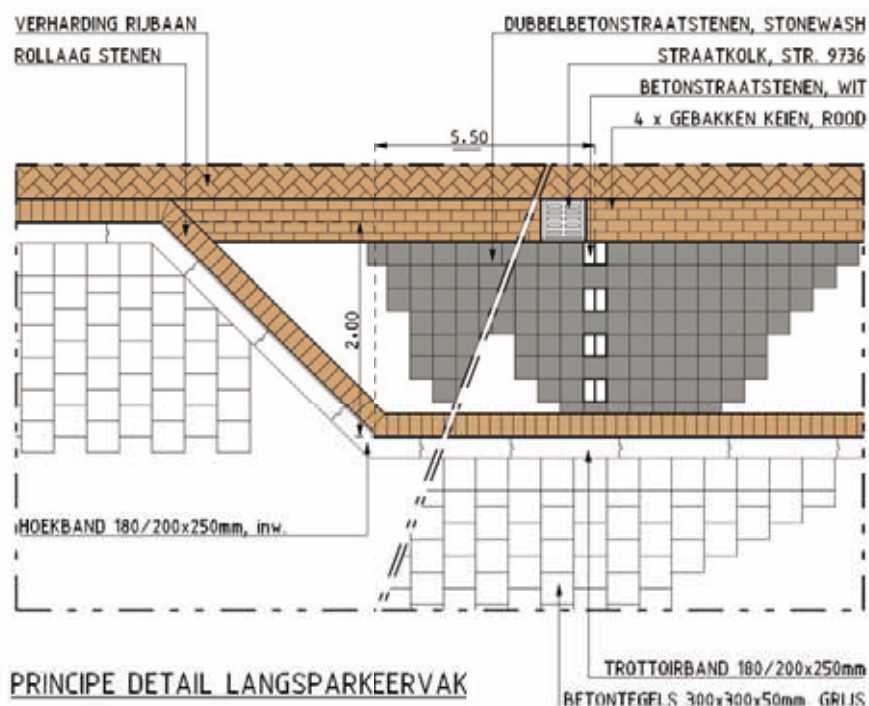 VERHARDING RIJBAAN
ROLLAAG STENEN
DUBBELBETONSTRAATSTENEN, STONEWASH
STRAATKOLK, STR. 9736
BETONSTRAATSTENEN, WIT
4 x GEBAKKEN KEIEN, ROOD
5.50
2.00
HOEKBAND 180/200x250mm, inw.
TROTTOIRBAND 180/200x250mm
BETONTEGELS 300x300x50mm, GRIJS
PRINCIPE DETAIL LANGSPARKEERVAK